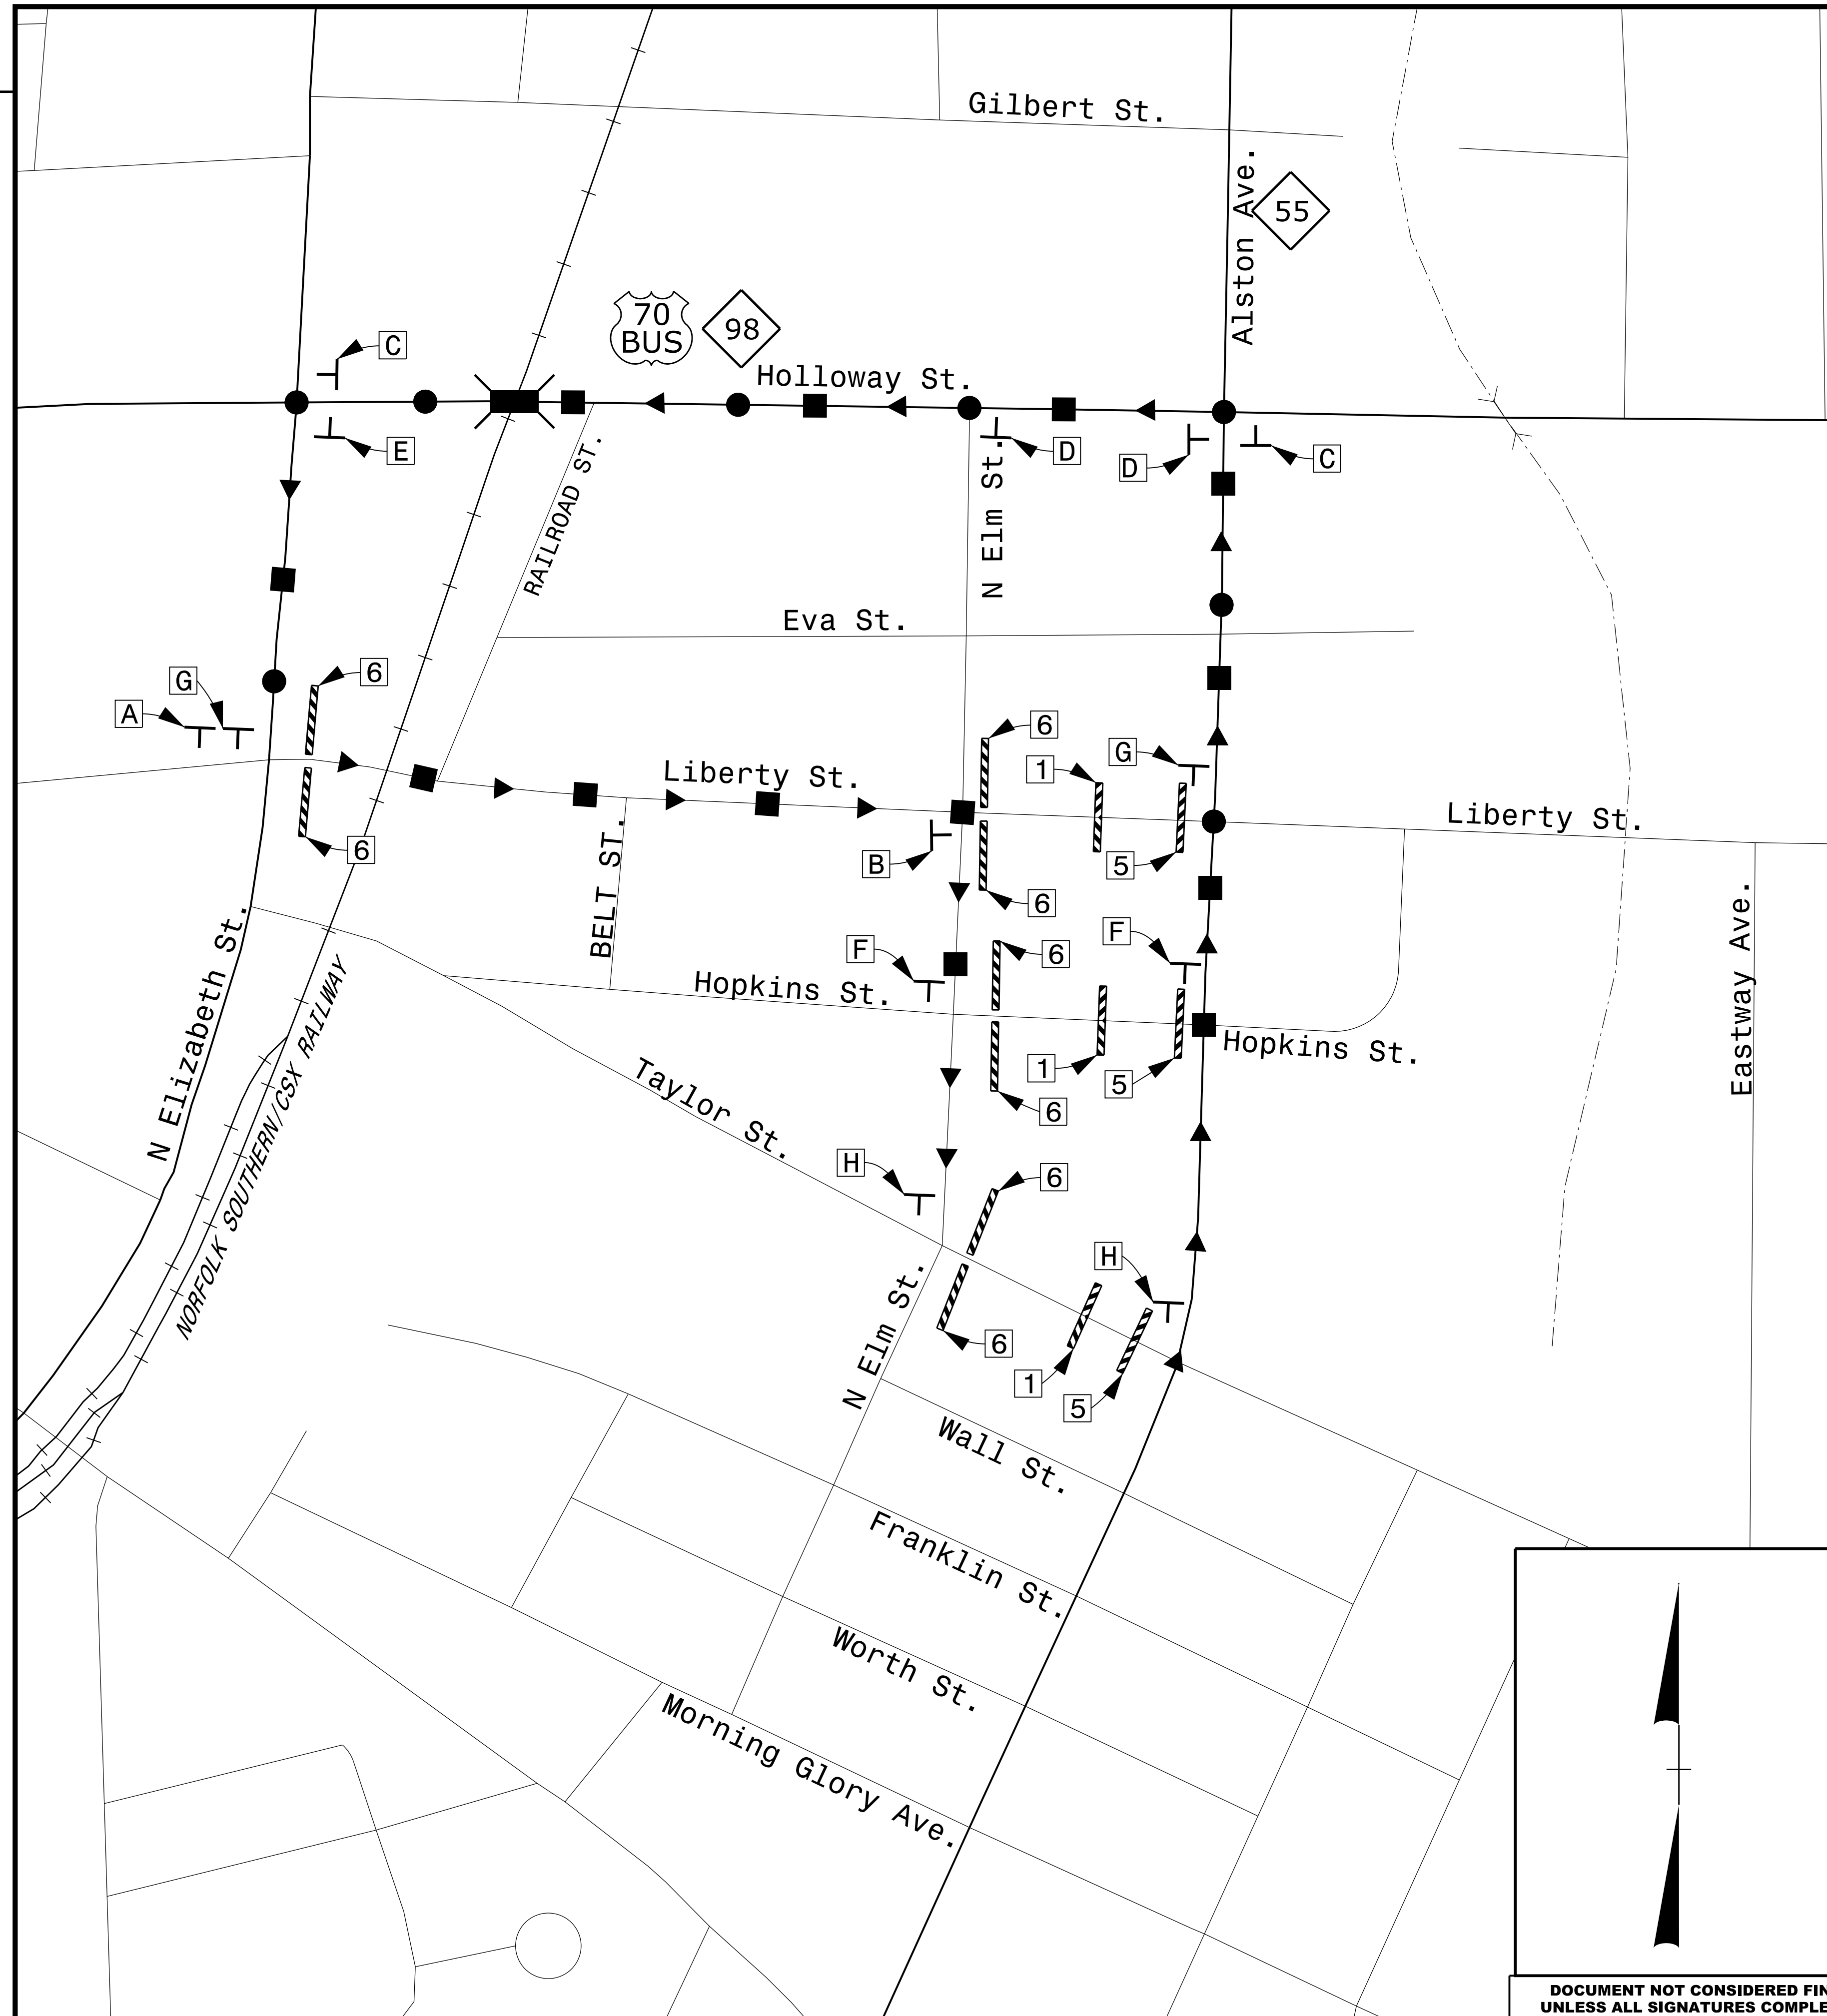 Gilbert St.
Alston Ave.
55
70
BUS
98
Holloway St.
C
E
D
D
C
RAILROAD ST.
N Elm St.
Eva St.
G
A
6
6
Liberty St.
6
1
G
B
5
6
Liberty St.
BELT ST.
N Elizabeth St.
NORFOLK SOUTHERN/CSX RAILWAY
F
F
6
Hopkins St.
1
5
6
Hopkins St.
Eastway Ave.
Taylor St.
H
6
H
N Elm St.
6
1
5
Wall St.
Franklin St.
Worth St.
Morning Glory Ave.
DOCUMENT NOT CONSIDERED FIN
UNLESS ALL SIGNATURES COMPLE